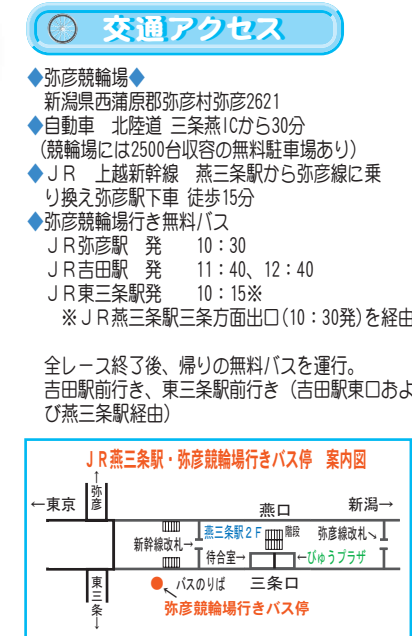 交通アクセス
◆弥彦競輪場◆
新潟県西蒲原郡弥彦村弥彦2621
◆自動車　北陸道 三条燕ICから30分
(競輪場には2500台収容の無料駐車場あり)
◆ＪＲ　上越新幹線　燕三条駅から弥彦線に乗
り換え弥彦駅下車 徒歩15分
◆弥彦競輪場行き無料バス
ＪＲ弥彦駅　発　　10：30
ＪＲ吉田駅　発　　11：40、12：40
ＪＲ東三条駅発　　10：15※
※ＪＲ燕三条駅三条方面出口(10：30発)を経由
全レース終了後、帰りの無料バスを運行。
吉田駅前行き、東三条駅前行き（吉田駅東口およ
び燕三条駅経由）
ＪＲ燕三条駅・弥彦競輪場行きバス停　案内図
←東京
↑弥彦
燕口
新潟→
新幹線改札→
燕三条駅２Ｆ
階段
弥彦線改札↘
待合室→
←びゅうプラザ
東三条↓
バスのりば
三条口
弥彦競輪場行きバス停